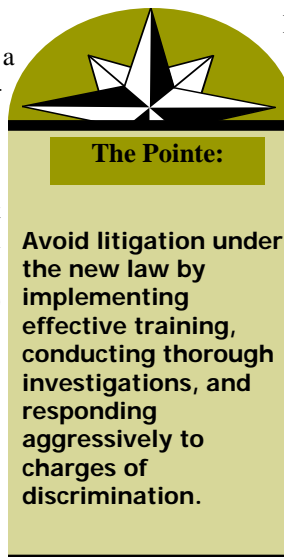 a
The Pointe:
Avoid litigation under
the new law by
implementing
effective training,
conducting thorough
investigations, and
responding
aggressively to
charges of
discrimination.